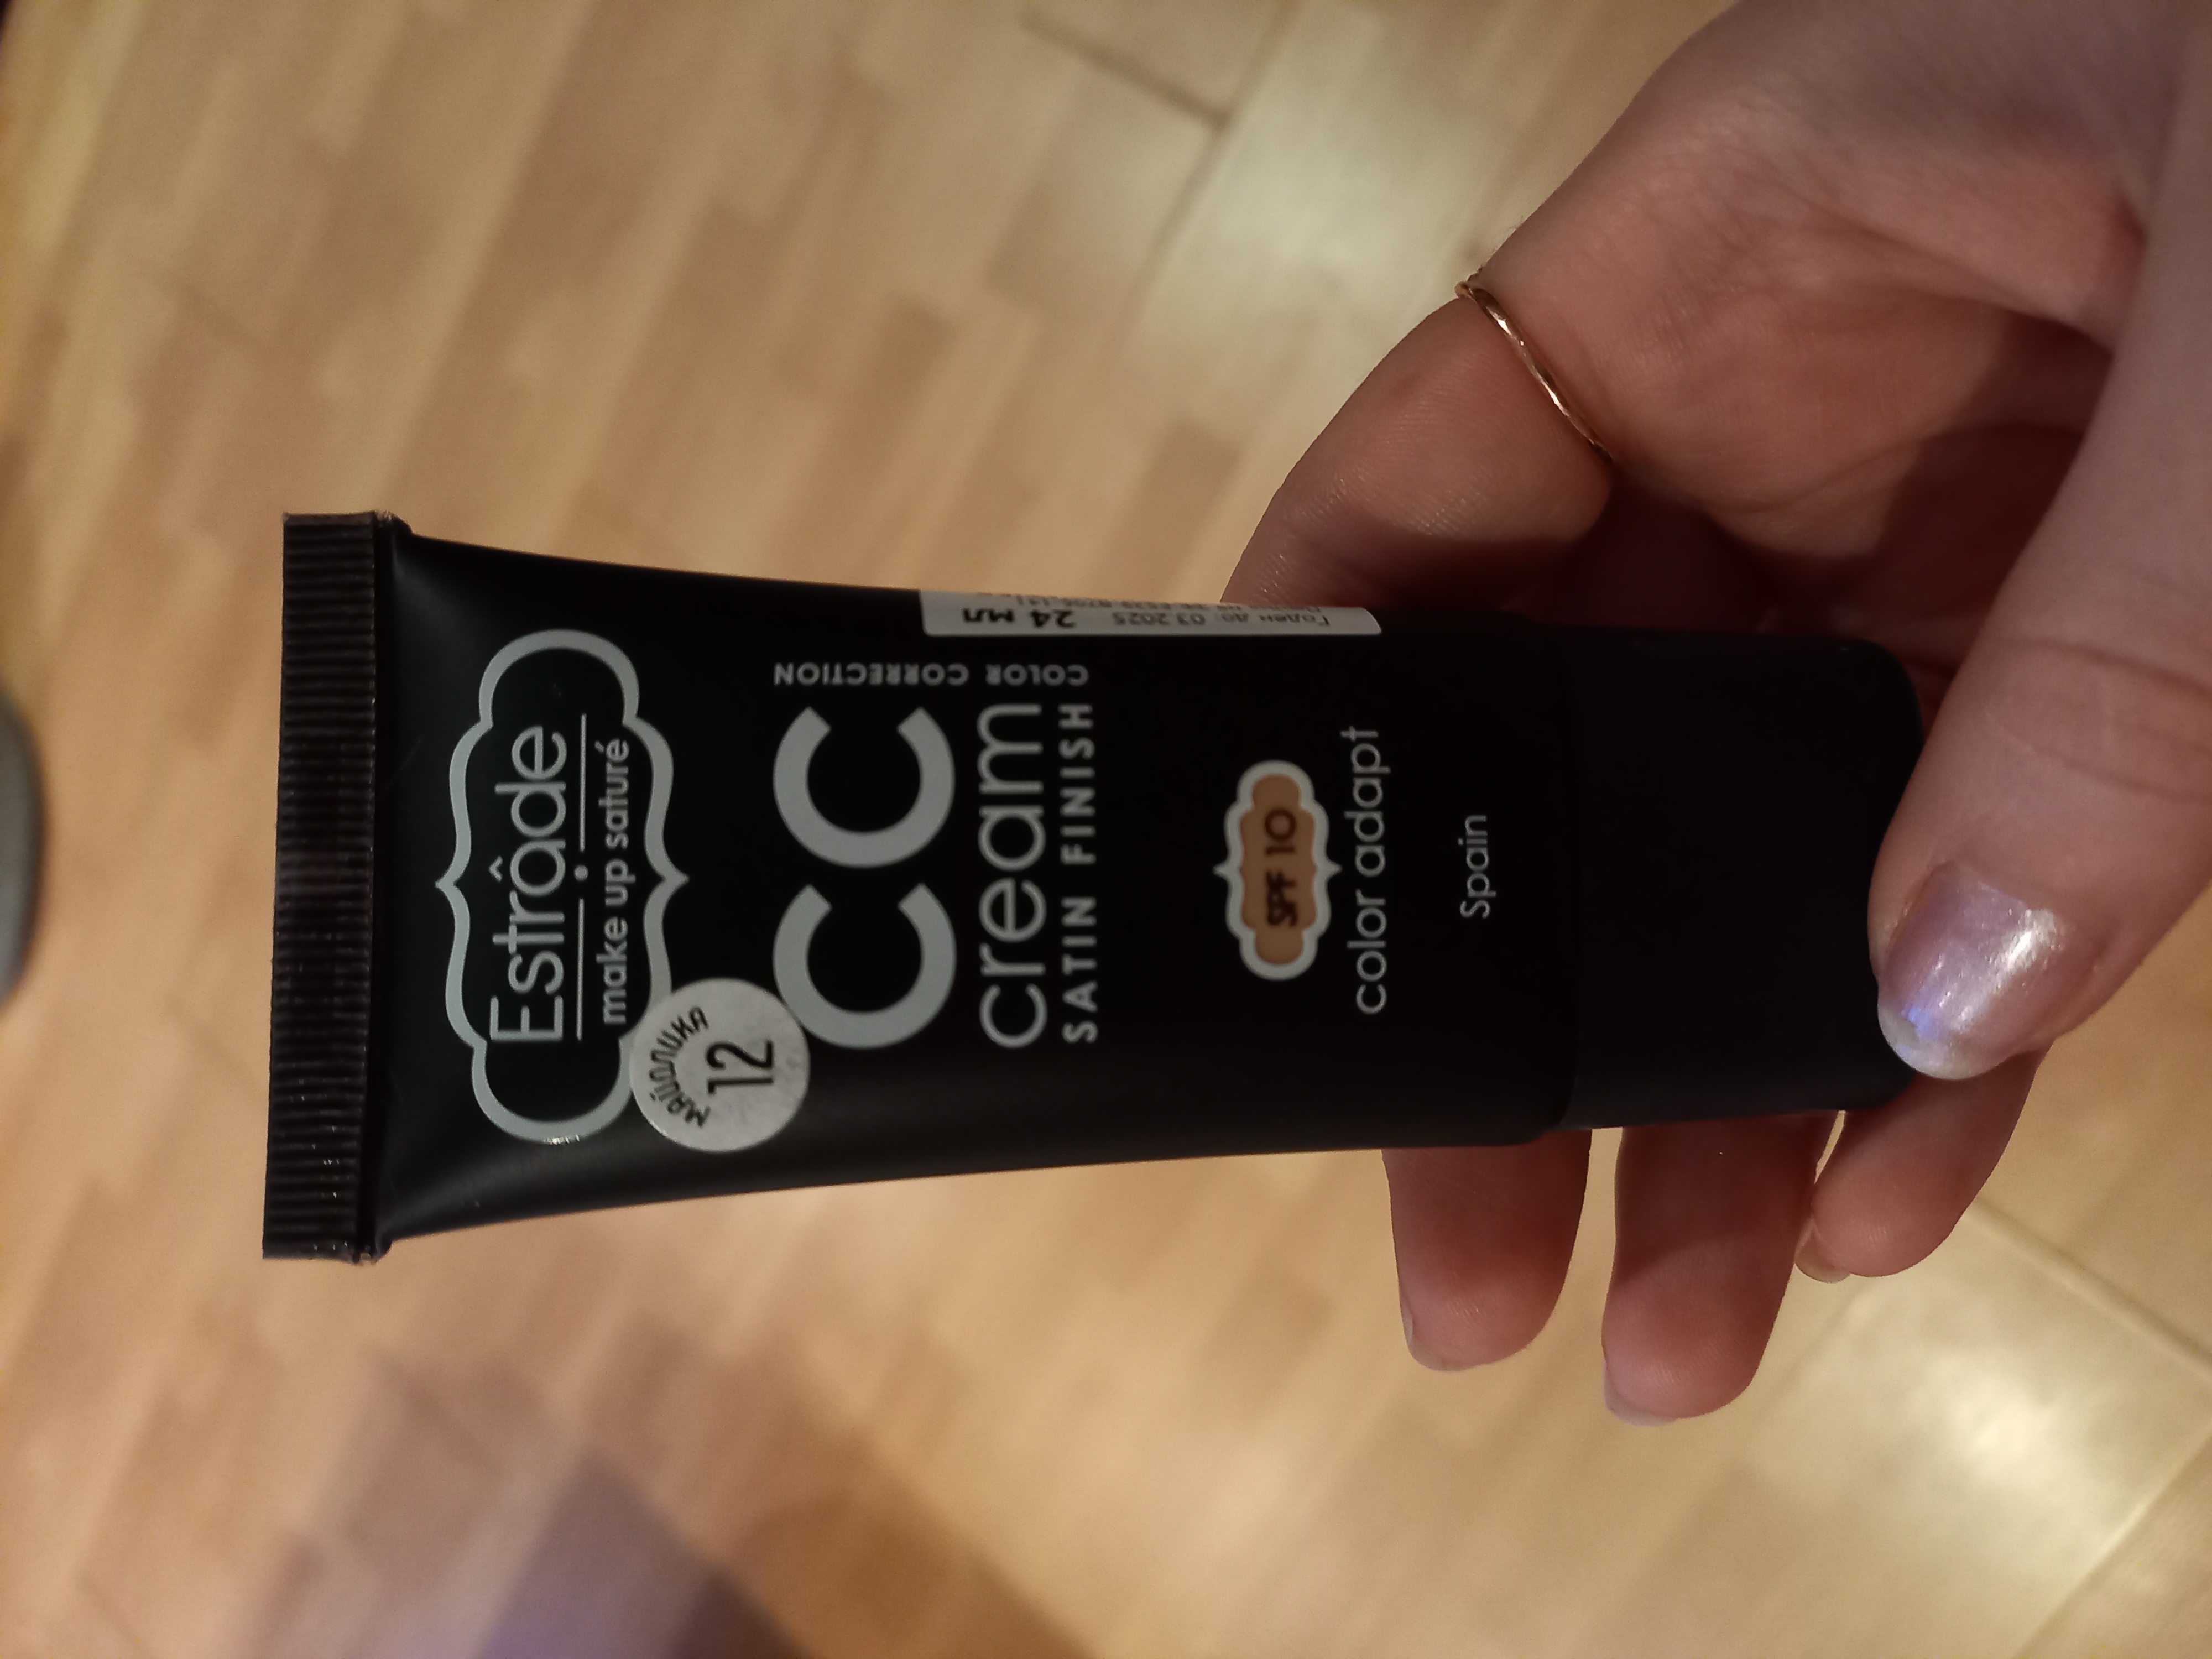 Estrâde
make up saturé
МАЙППИКА
12
CC
cream
COLOR CORRECTION
SATIN FINISH
24 МЛ
Годен до: 03.2025
SPF 10
color adapt
Spain